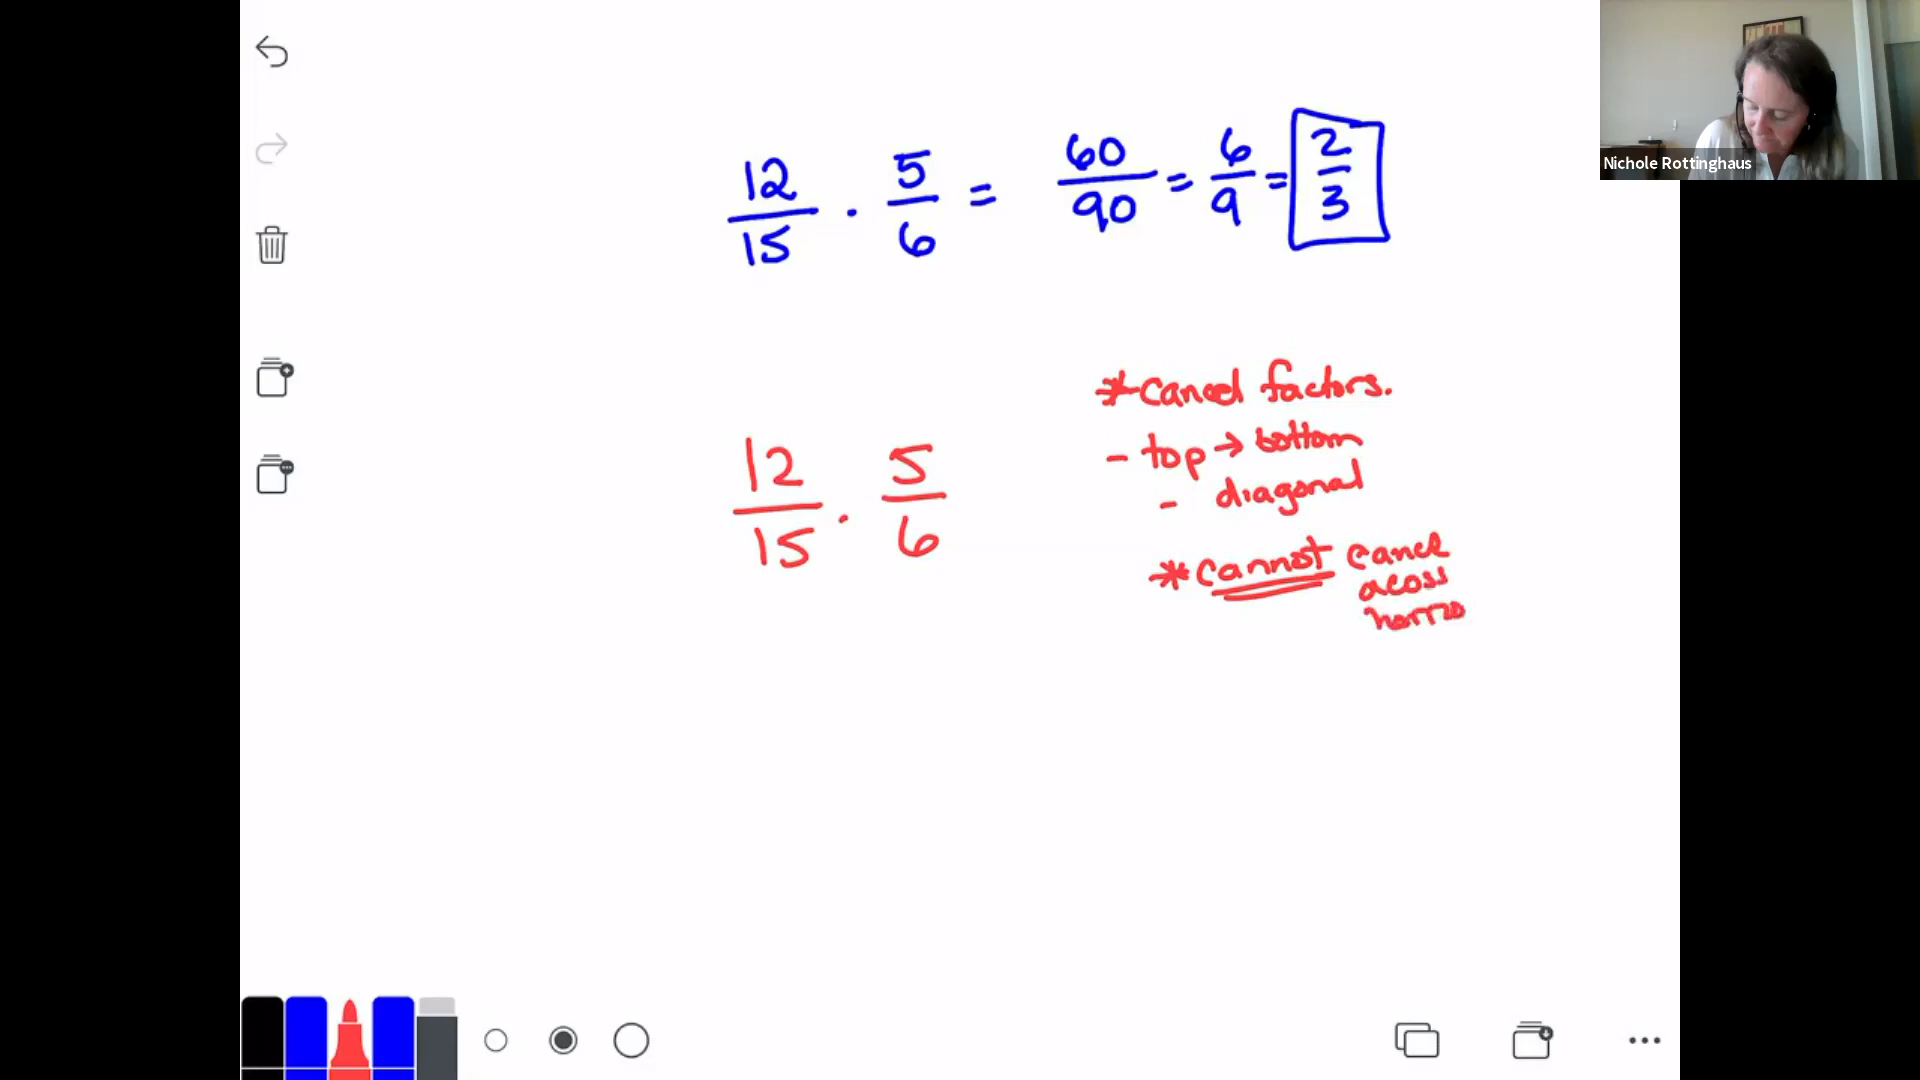 12/15 · 5/6 = 60/90 = 6/9 = 2/3
Nichole Rottinghaus
*cancel factors.
- top → bottom
- diagonal
12/15 · 5/6
*cannot cancel
acoss